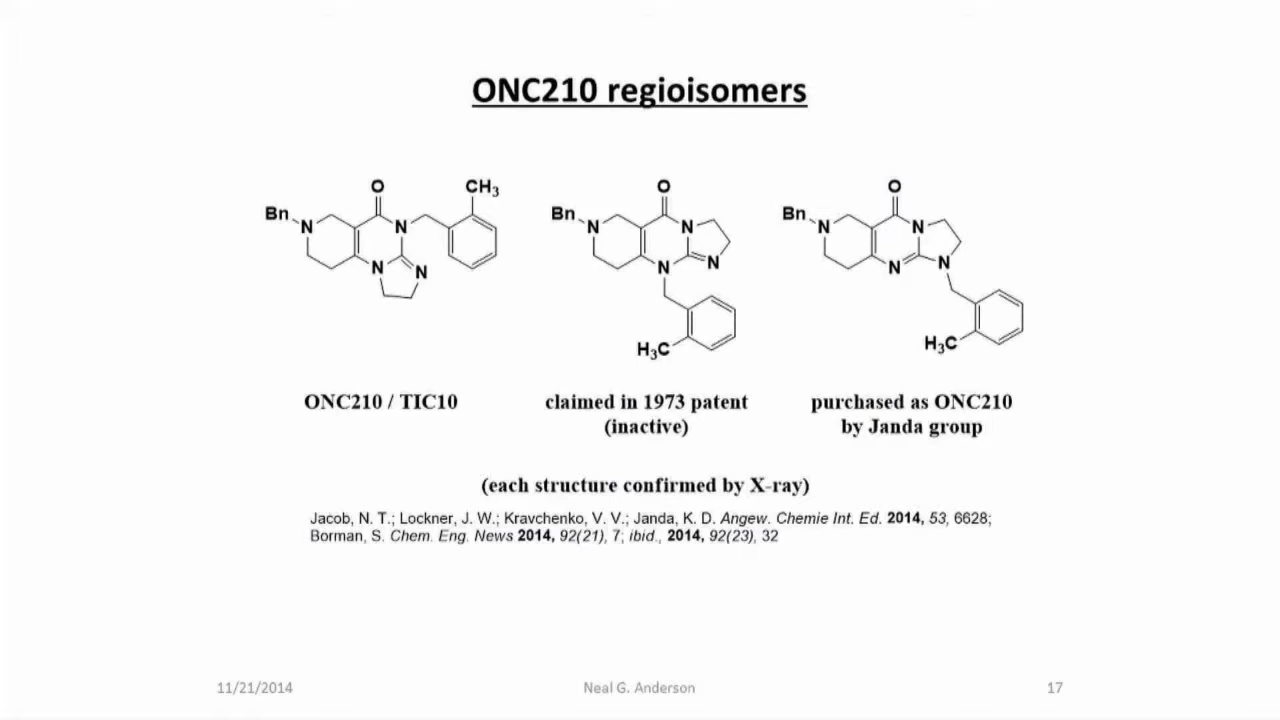 ONC210 regioisomers
O
CH3
Bn
N
N
N
N
O
Bn
N
N
N
N
H3C
O
Bn
N
N
N
N
H3C
ONC210 / TIC10
claimed in 1973 patent
(inactive)
purchased as ONC210
by Janda group
(each structure confirmed by X-ray)
Jacob, N. T.; Lockner, J. W.; Kravchenko, V. V.; Janda, K. D. Angew. Chemie Int. Ed. 2014, 53, 6628;
Borman, S. Chem. Eng. News 2014, 92(21), 7; ibid., 2014, 92(23), 32
11/21/2014
Neal G. Anderson
17